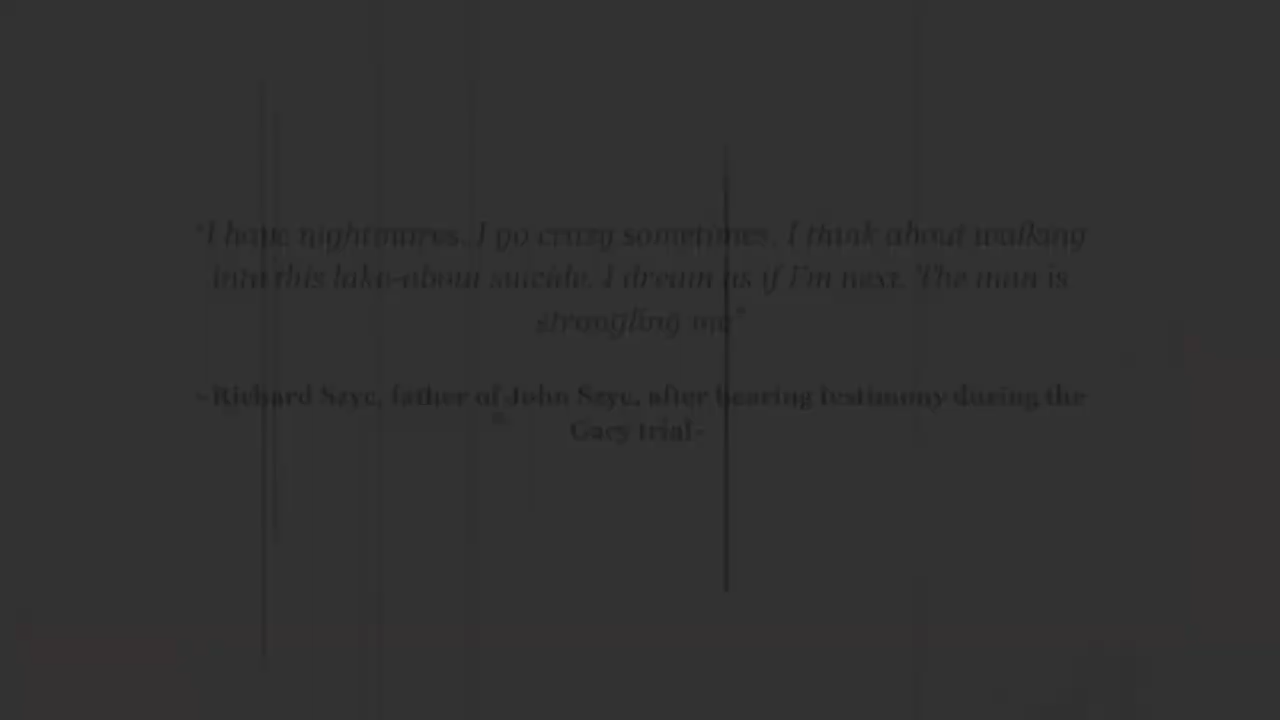 "I have nightmares. I go crazy sometimes. I think about walking
into this lake-about suicide. I dream as if I'm next. The man is
strangling me"
-Richard Szyc, father of John Szyc, after hearing testimony during the
Gacy trial-